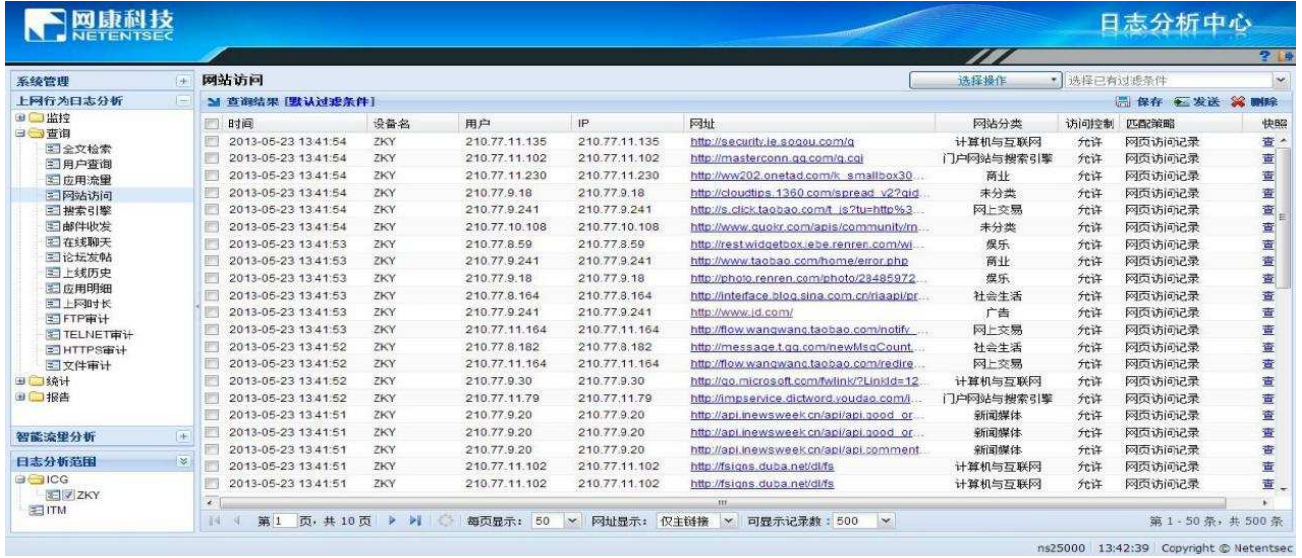 网康科技
NETENTSEC
日志分析中心
系统管理
网站访问
选择操作
选择已有过滤条件
上网行为日志分析
查询结果 [默认过滤条件]
保存 发送 删除
监控
查询
全文检索
用户查询
应用流量
网站访问
搜索引擎
邮件收发
在线聊天
论坛发帖
上线历史
应用明细
上网时长
FTP审计
TELNET审计
HTTPS审计
文件审计
统计
报告
智能流量分析
日志分析范围
ICG
ZKY
ITM
时间 设备名 用户 IP 网址 网站分类 访问控制 匹配策略 快照
2013-05-23 13:41:54 ZKY 210.77.11.135 210.77.11.135 http://security.ie.sogou.com/q 计算机与互联网 允许 网页访问记录 查
2013-05-23 13:41:54 ZKY 210.77.11.102 210.77.11.102 http://masterconn.qq.com/q.cgi 门户网站与搜索引擎 允许 网页访问记录 查
2013-05-23 13:41:54 ZKY 210.77.11.230 210.77.11.230 http://ww202.onetad.com/k_smallbox30... 商业 允许 网页访问记录 查
2013-05-23 13:41:54 ZKY 210.77.9.18 210.77.9.18 http://cloudtips.1360.com/spread_v2?gid... 未分类 允许 网页访问记录 查
2013-05-23 13:41:54 ZKY 210.77.9.241 210.77.9.241 http://s.click.taobao.com/t_js?tu=http%3... 网上交易 允许 网页访问记录 查
2013-05-23 13:41:54 ZKY 210.77.10.108 210.77.10.108 http://www.guokr.com/apis/community/m... 未分类 允许 网页访问记录 查
2013-05-23 13:41:53 ZKY 210.77.8.59 210.77.8.59 http://rest.widgetbox.jebe.renren.com/wi... 娱乐 允许 网页访问记录 查
2013-05-23 13:41:53 ZKY 210.77.9.241 210.77.9.241 http://www.taobao.com/home/error.php 商业 允许 网页访问记录 查
2013-05-23 13:41:53 ZKY 210.77.9.18 210.77.9.18 http://photo.renren.com/photo/28485972... 娱乐 允许 网页访问记录 查
2013-05-23 13:41:53 ZKY 210.77.8.164 210.77.8.164 http://interface.blog.sina.com.cn/riaapi/pr... 社会生活 允许 网页访问记录 查
2013-05-23 13:41:53 ZKY 210.77.9.241 210.77.9.241 http://www.jd.com/ 广告 允许 网页访问记录 查
2013-05-23 13:41:53 ZKY 210.77.11.164 210.77.11.164 http://flow.wangwang.taobao.com/notify_... 网上交易 允许 网页访问记录 查
2013-05-23 13:41:52 ZKY 210.77.8.182 210.77.8.182 http://message.t.qq.com/newMsgCount.... 社会生活 允许 网页访问记录 查
2013-05-23 13:41:52 ZKY 210.77.11.164 210.77.11.164 http://flow.wangwang.taobao.com/redire... 网上交易 允许 网页访问记录 查
2013-05-23 13:41:52 ZKY 210.77.9.30 210.77.9.30 http://go.microsoft.com/fwlink/?LinkId=12... 计算机与互联网 允许 网页访问记录 查
2013-05-23 13:41:52 ZKY 210.77.11.79 210.77.11.79 http://impservice.dictword.youdao.com/i... 门户网站与搜索引擎 允许 网页访问记录 查
2013-05-23 13:41:51 ZKY 210.77.9.20 210.77.9.20 http://api.inewsweek.cn/api/api.good_or... 新闻媒体 允许 网页访问记录 查
2013-05-23 13:41:51 ZKY 210.77.9.20 210.77.9.20 http://api.inewsweek.cn/api/api.good_or... 新闻媒体 允许 网页访问记录 查
2013-05-23 13:41:51 ZKY 210.77.9.20 210.77.9.20 http://api.inewsweek.cn/api/api.comment... 新闻媒体 允许 网页访问记录 查
2013-05-23 13:41:51 ZKY 210.77.11.102 210.77.11.102 http://fsigns.duba.net/dl/fs 计算机与互联网 允许 网页访问记录 查
2013-05-23 13:41:51 ZKY 210.77.11.102 210.77.11.102 http://fsigns.duba.net/dl/fs 计算机与互联网 允许 网页访问记录 查
第 1 页, 共 10 页 每页显示: 50 网址显示: 仅主链接 可显示记录数: 500 第 1 - 50 条, 共 500 条
ns25000 13:42:39 Copyright © Netentsec